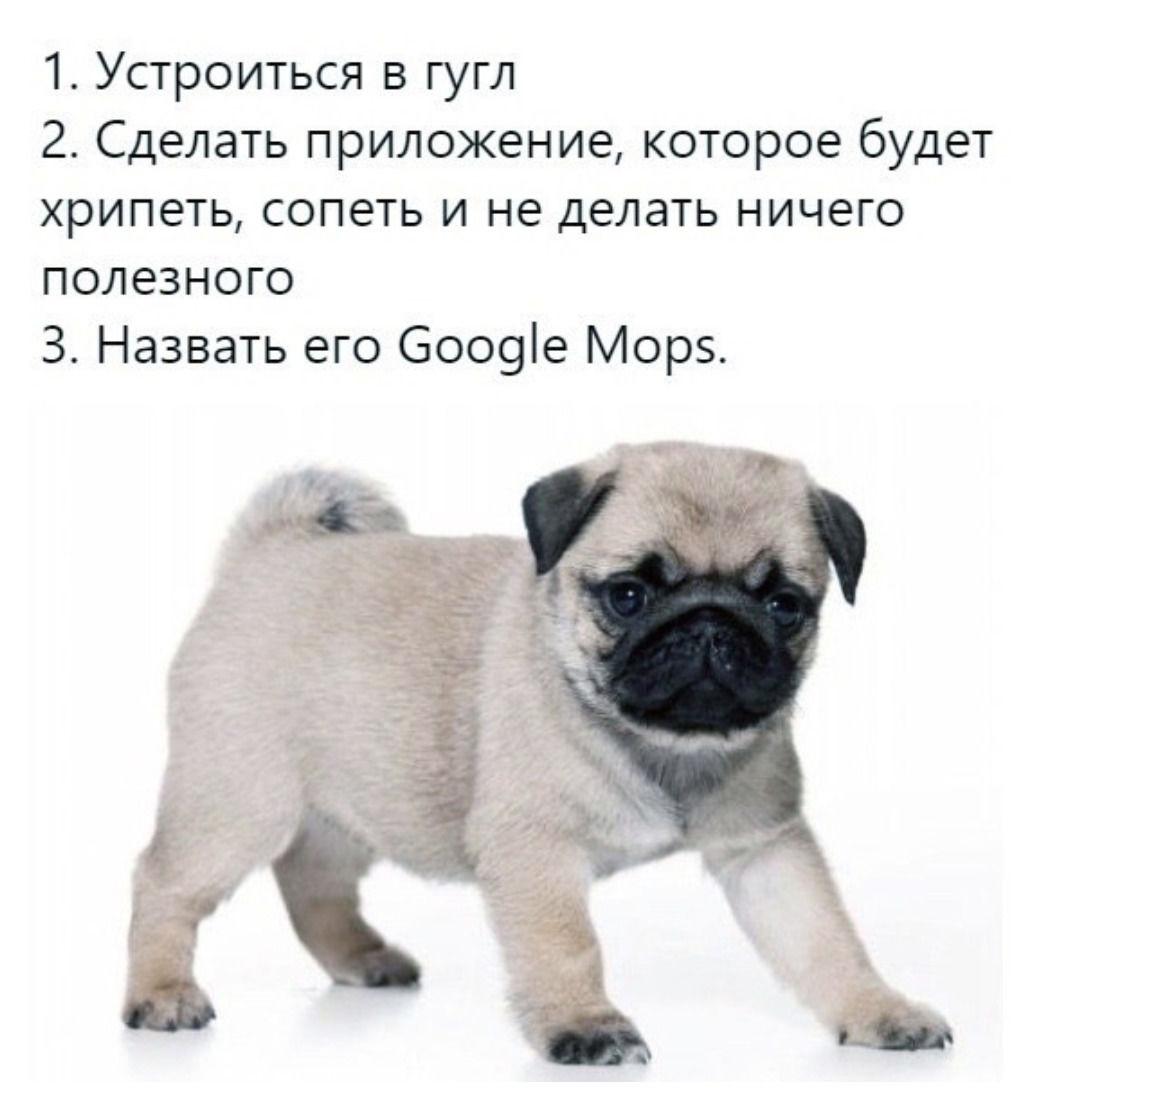 1. Устроиться в гугл
2. Сделать приложение, которое будет
хрипеть, сопеть и не делать ничего
полезного
3. Назвать его Google Mops.